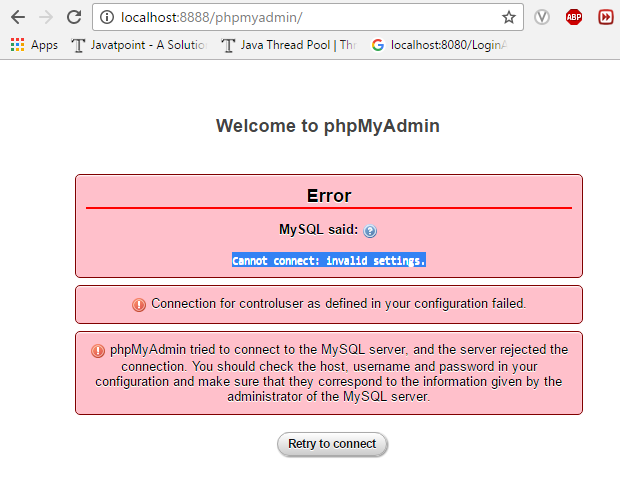 localhost:8888/phpmyadmin/
ABP
Apps Javatpoint - A Solution Java Thread Pool | Thr localhost:8080/LoginA
Welcome to phpMyAdmin
Error
MySQL said:
Cannot connect: invalid settings.
Connection for controluser as defined in your configuration failed.
phpMyAdmin tried to connect to the MySQL server, and the server rejected the
connection. You should check the host, username and password in your
configuration and make sure that they correspond to the information given by the
administrator of the MySQL server.
Retry to connect